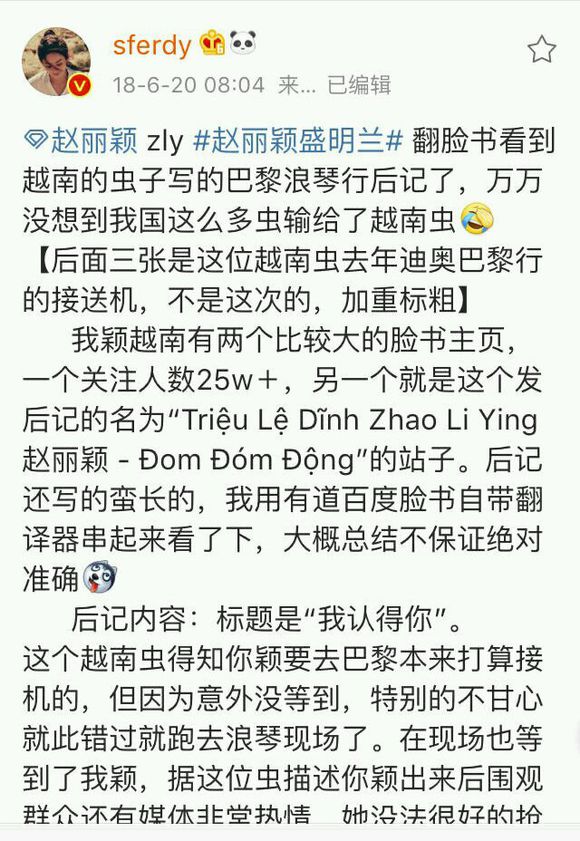 sferdy
18-6-20 08:04 来... 已编辑
赵丽颖 zly #赵丽颖盛明兰# 翻脸书看到
越南的虫子写的巴黎浪琴行后记了，万万
没想到我国这么多虫输给了越南虫
【后面三张是这位越南虫去年迪奥巴黎行
的接送机，不是这次的，加重标粗】
我颖越南有两个比较大的脸书主页，
一个关注人数25w＋，另一个就是这个发
后记的名为“Triệu Lệ Dĩnh Zhao Li Ying
赵丽颖 - Đom Đóm Động”的站子。后记
还写的蛮长的，我用有道百度脸书自带翻
译器串起来看了下，大概总结不保证绝对
准确
后记内容：标题是“我认得你”。
这个越南虫得知你颖要去巴黎本来打算接
机的，但因为意外没等到，特别的不甘心
就此错过就跑去浪琴现场了。在现场也等
到了我颖，据这位虫描述你颖出来后围观
群众还有媒体非常热情，她没法很好的抢